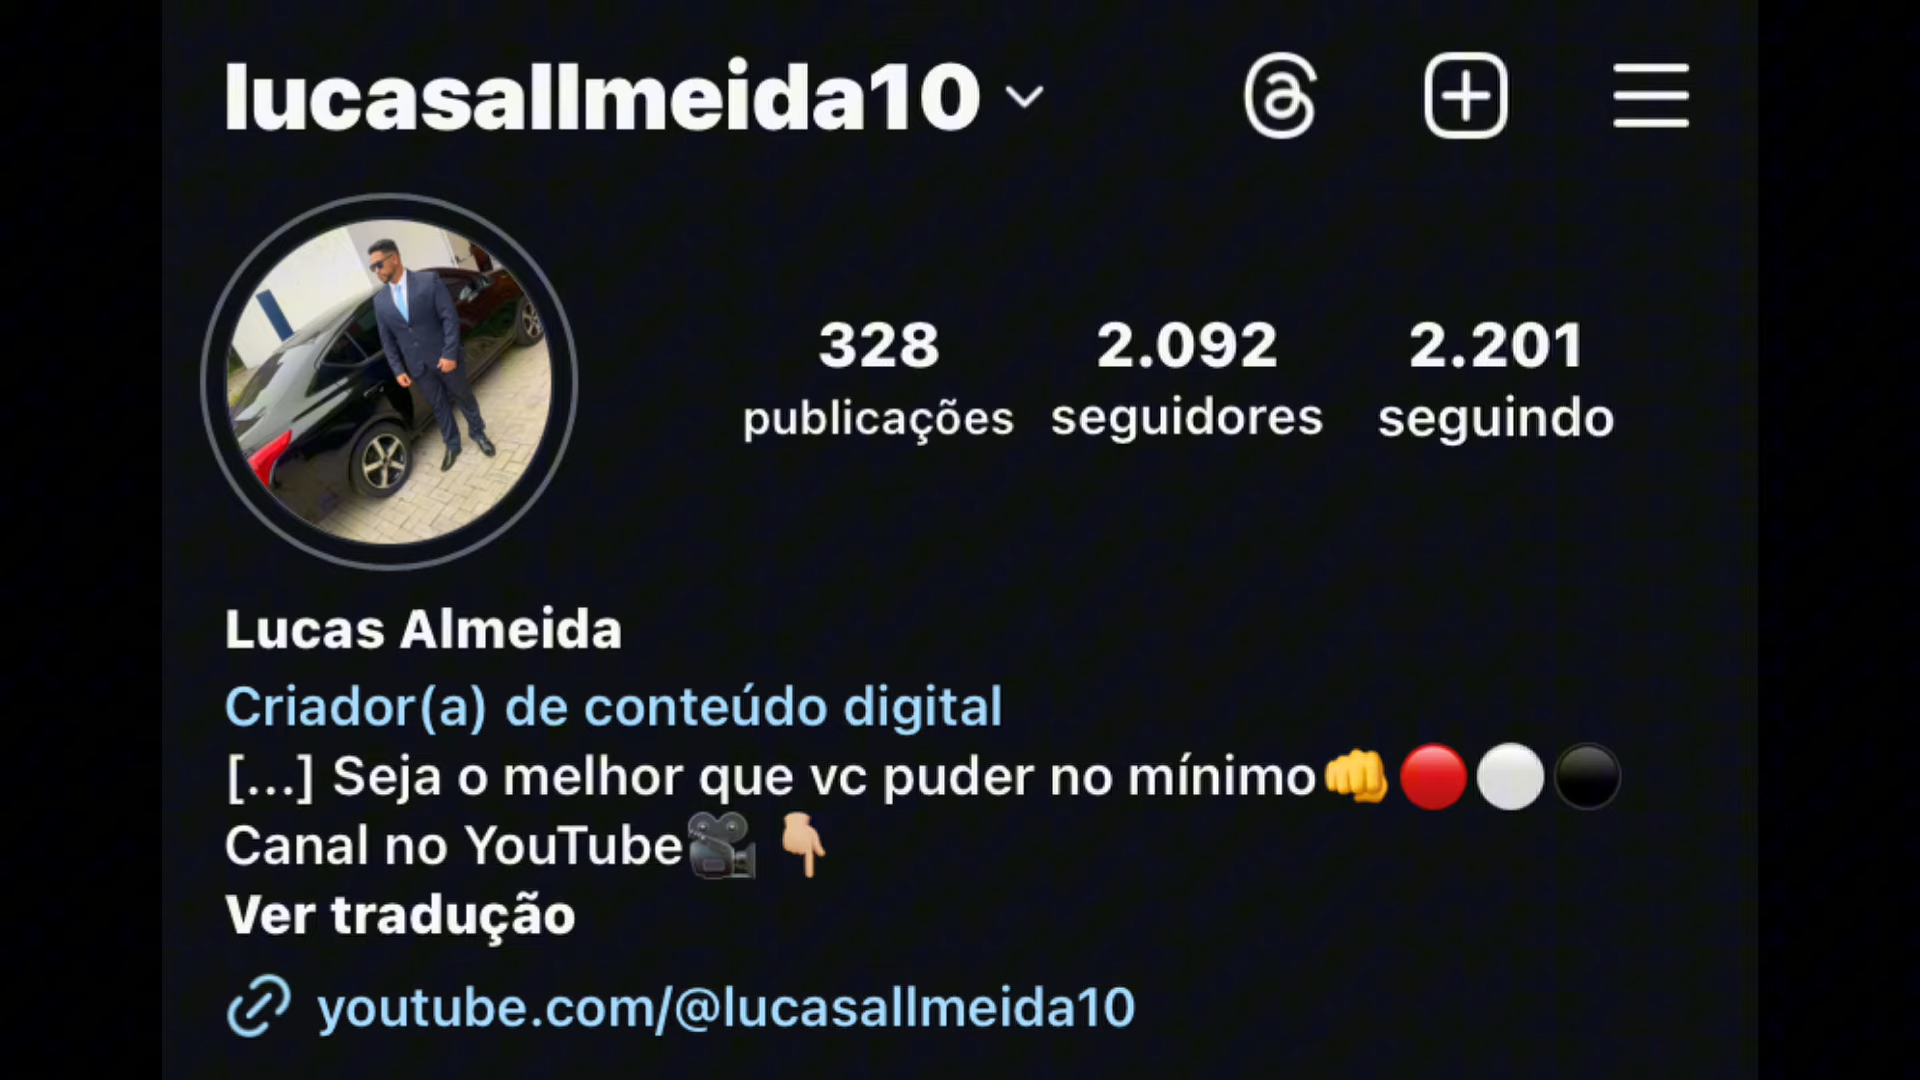 lucasallmeida10
328 2.092 2.201
publicações seguidores seguindo
Lucas Almeida
Criador(a) de conteúdo digital
[...] Seja o melhor que vc puder no mínimo👊🔴⚪⚫
Canal no YouTube🎥 👇🏼
Ver tradução
youtube.com/@lucasallmeida10